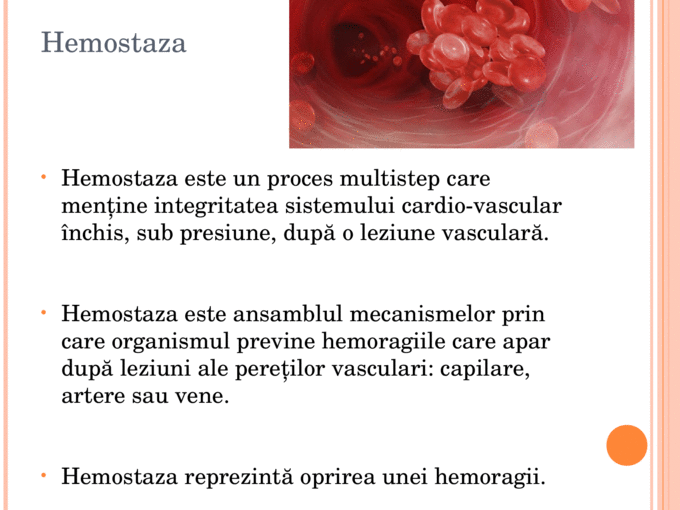 Hemostaza
• Hemostaza este un proces multistep care
menține integritatea sistemului cardio-vascular
închis, sub presiune, după o leziune vasculară.
• Hemostaza este ansamblul mecanismelor prin
care organismul previne hemoragiile care apar
după leziuni ale pereților vasculari: capilare,
artere sau vene.
• Hemostaza reprezintă oprirea unei hemoragii.